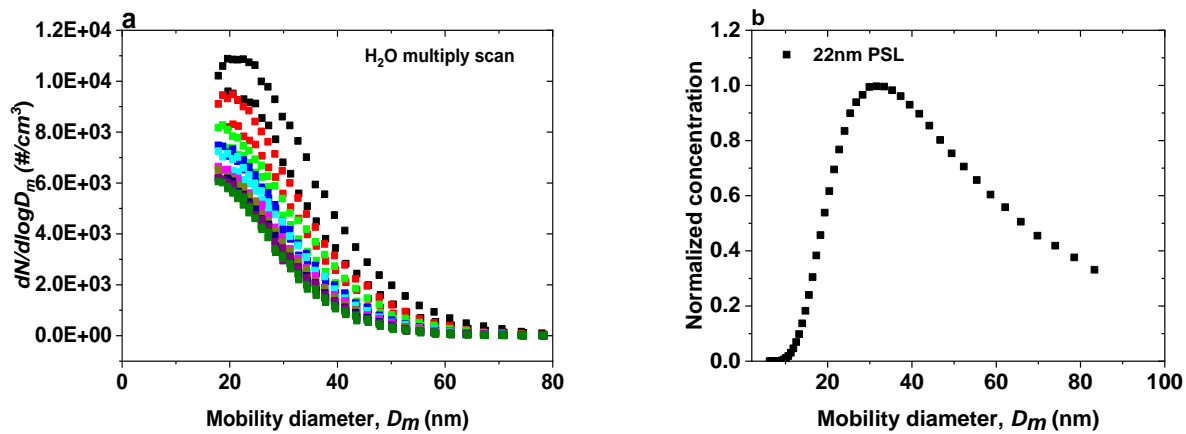 a
H₂O multiply scan
dN/dlogDₘ (#/cm³)
1.2E+04
1.0E+04
8.0E+03
6.0E+03
4.0E+03
2.0E+03
0.0E+00
0 20 40 60 80
Mobility diameter, Dₘ (nm)
b
22nm PSL
Normalized concentration
1.2
1.0
0.8
0.6
0.4
0.2
0.0
20 40 60 80 100
Mobility diameter, Dₘ (nm)